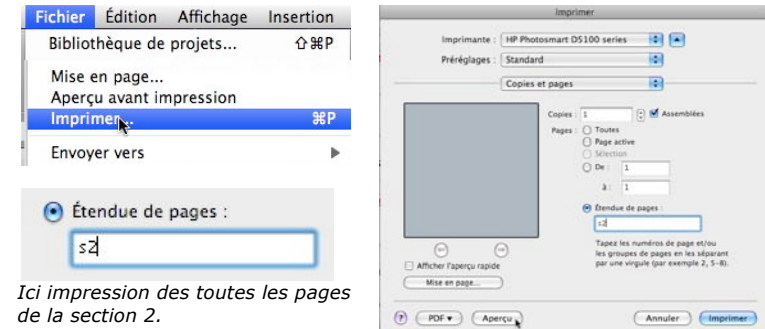 Fichier Édition Affichage Insertion
Bibliothèque de projets... ⇧⌘P
Mise en page...
Aperçu avant impression
Imprimer... ⌘P
Envoyer vers ▶
Étendue de pages :
s2
Ici impression des toutes les pages
de la section 2.
Imprimer
Imprimante : HP Photosmart D5100 series
Préréglages : Standard
Copies et pages
Copies : 1 Assemblées
Pages : Toutes
Page active
Sélection
De : 1
à : 1
Étendue de pages :
s2
Tapez les numéros de page et/ou
les groupes de pages en les séparant
par une virgule (par exemple 2, 5-8).
Afficher l'aperçu rapide
Mise en page...
? PDF ▼ Aperçu Annuler Imprimer